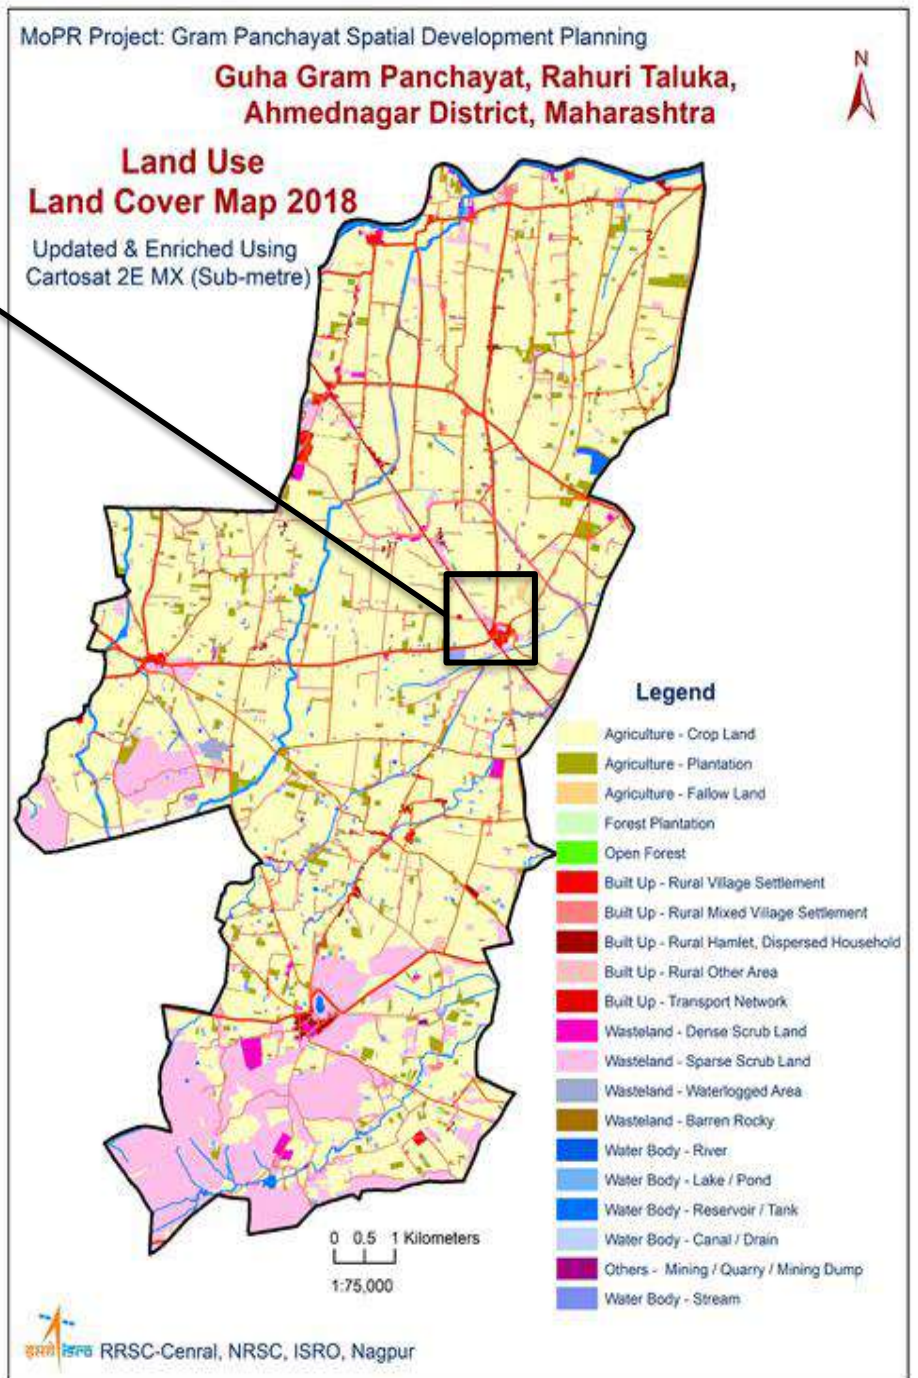 MoPR Project: Gram Panchayat Spatial Development Planning
N
Guha Gram Panchayat, Rahuri Taluka,
Ahmednagar District, Maharashtra
Land Use
Land Cover Map 2018
Updated & Enriched Using
Cartosat 2E MX (Sub-metre)
Legend
Agriculture - Crop Land
Agriculture - Plantation
Agriculture - Fallow Land
Forest Plantation
Open Forest
Built Up - Rural Village Settlement
Built Up - Rural Mixed Village Settlement
Built Up - Rural Hamlet, Dispersed Household
Built Up - Rural Other Area
Built Up - Transport Network
Wasteland - Dense Scrub Land
Wasteland - Sparse Scrub Land
Wasteland - Waterlogged Area
Wasteland - Barren Rocky
Water Body - River
Water Body - Lake / Pond
Water Body - Reservoir / Tank
Water Body - Canal / Drain
Others - Mining / Quarry / Mining Dump
Water Body - Stream
0 0.5 1 Kilometers
1:75,000
इसरो isro RRSC-Cenral, NRSC, ISRO, Nagpur